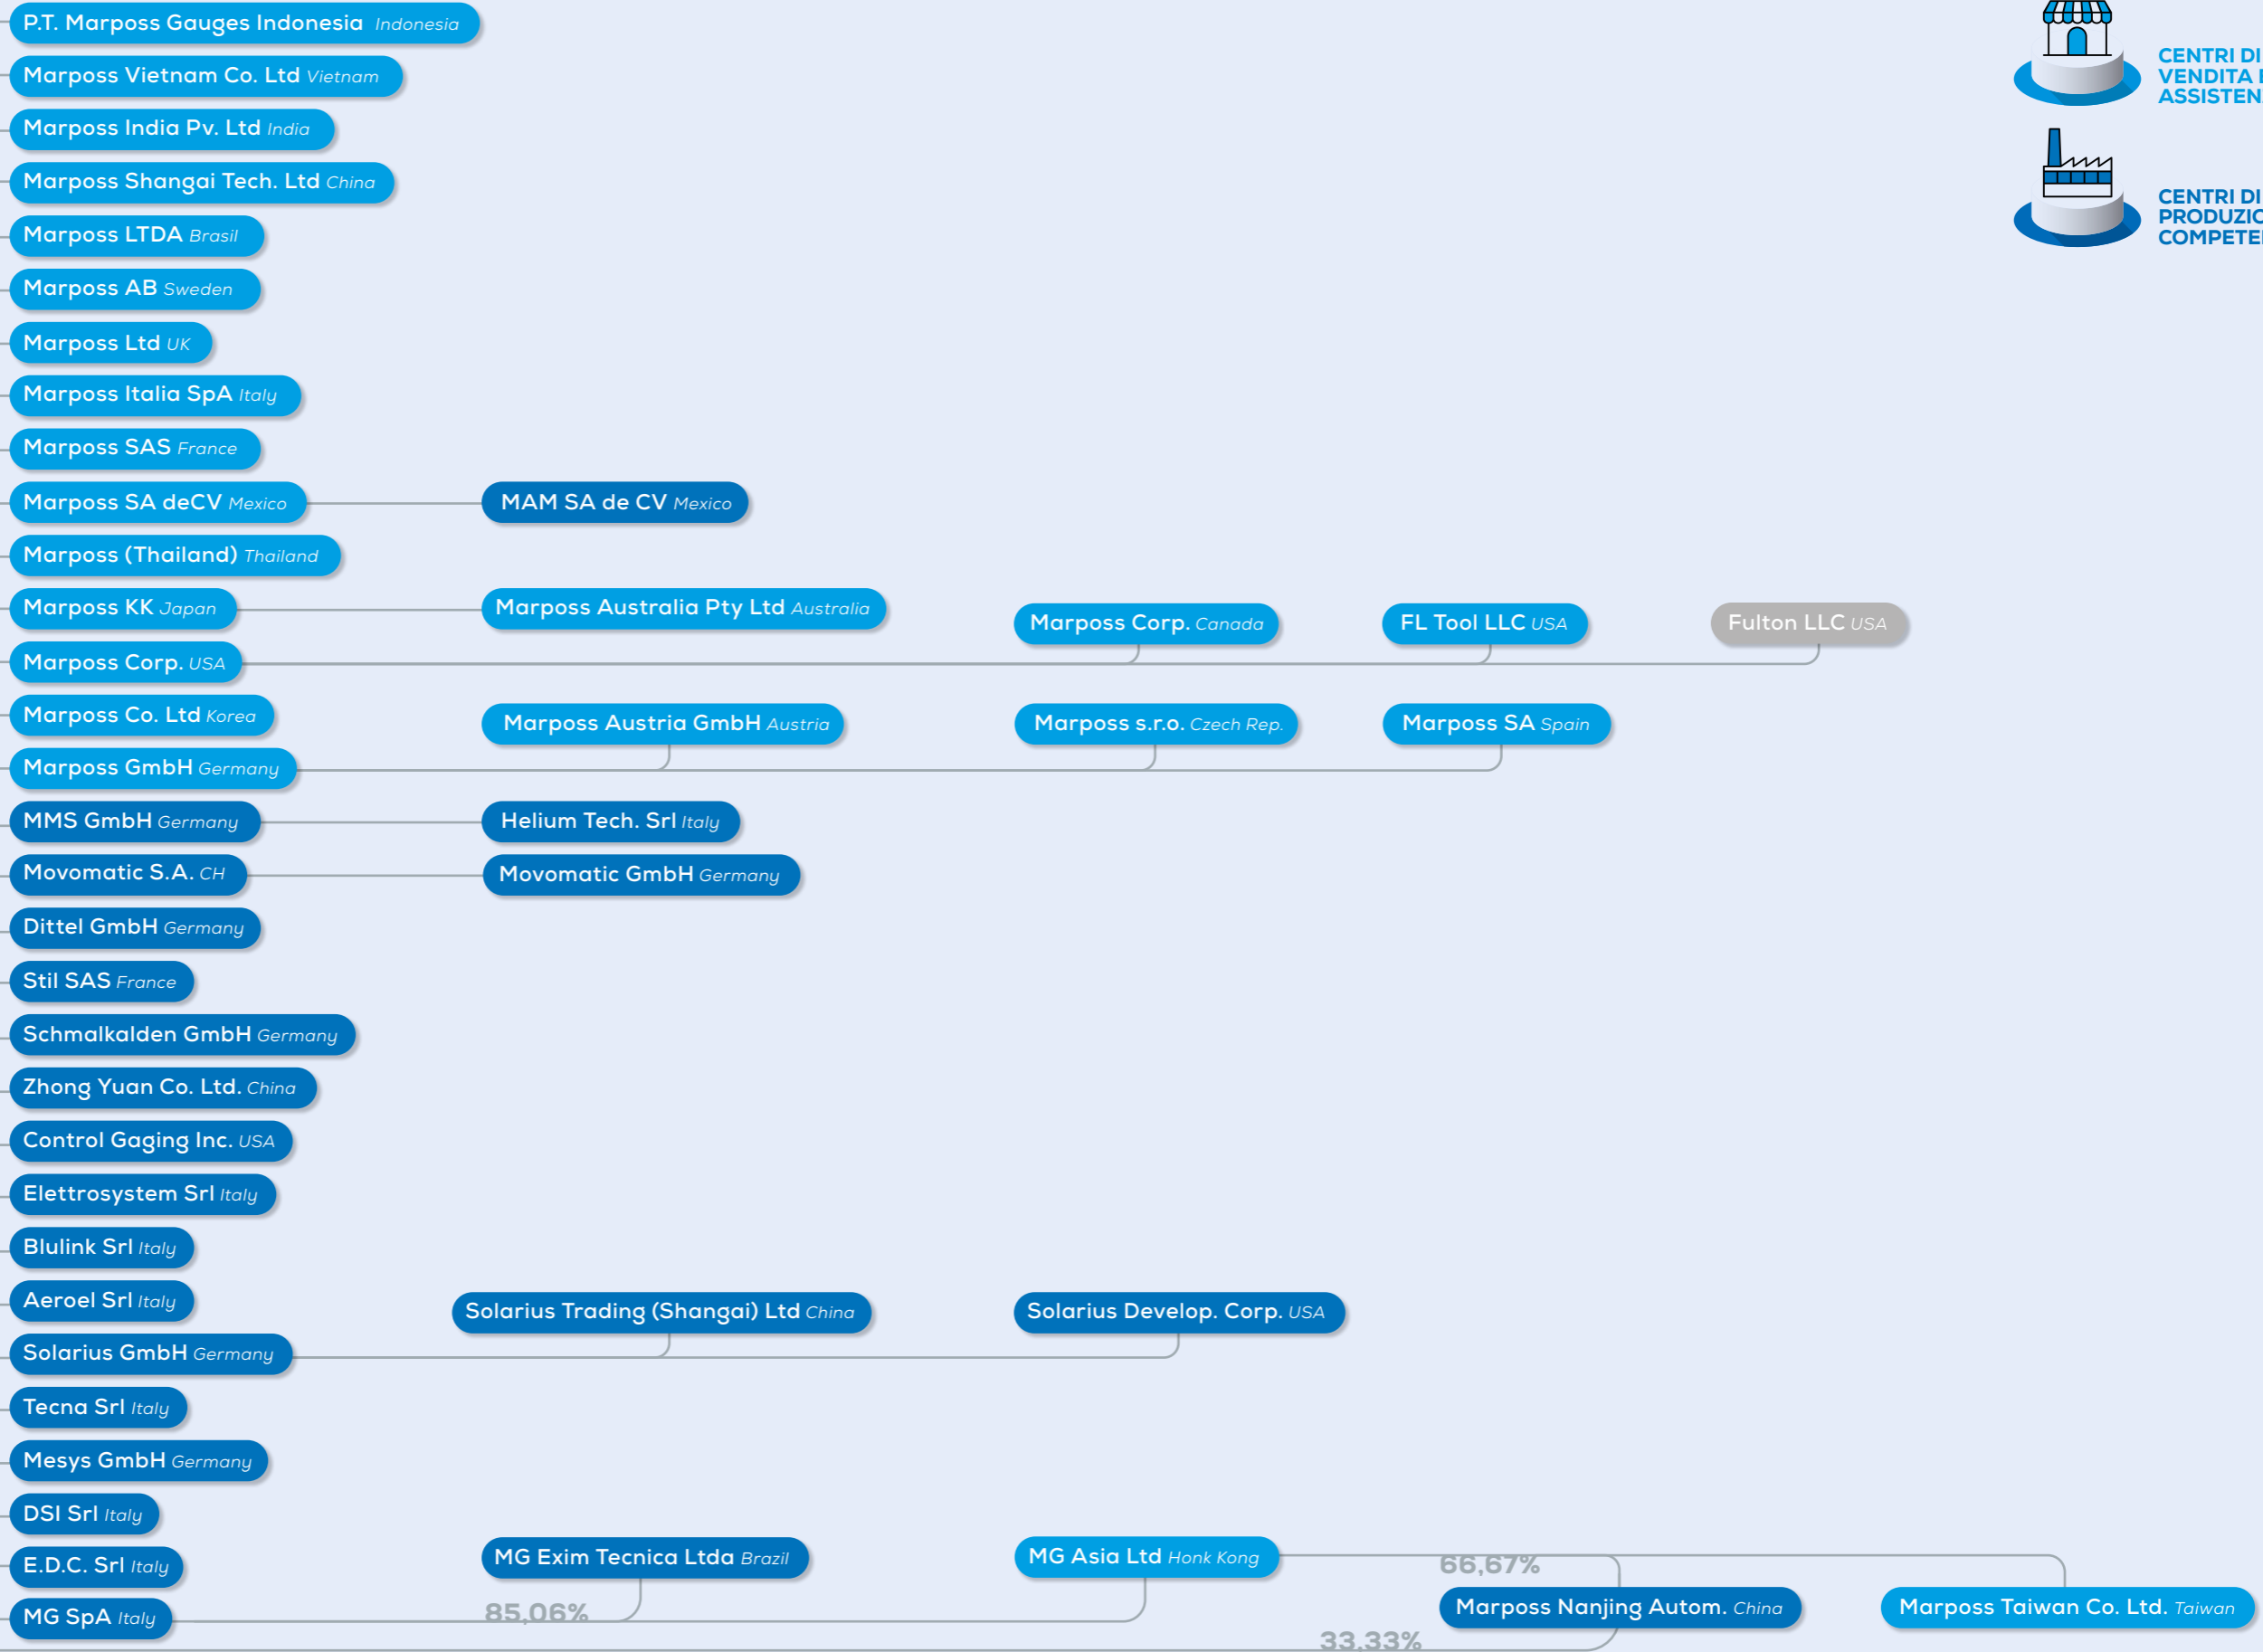 P.T. Marposs Gauges Indonesia Indonesia
Marposs Vietnam Co. Ltd Vietnam
Marposs India Pv. Ltd India
Marposs Shangai Tech. Ltd China
Marposs LTDA Brasil
Marposs AB Sweden
Marposs Ltd UK
Marposs Italia SpA Italy
Marposs SAS France
Marposs SA deCV Mexico
MAM SA de CV Mexico
Marposs (Thailand) Thailand
Marposs KK Japan
Marposs Australia Pty Ltd Australia
Marposs Corp. Canada
FL Tool LLC USA
Fulton LLC USA
Marposs Corp. USA
Marposs Co. Ltd Korea
Marposs Austria GmbH Austria
Marposs s.r.o. Czech Rep.
Marposs SA Spain
Marposs GmbH Germany
MMS GmbH Germany
Helium Tech. Srl Italy
Movomatic S.A. CH
Movomatic GmbH Germany
Dittel GmbH Germany
Stil SAS France
Schmalkalden GmbH Germany
Zhong Yuan Co. Ltd. China
Control Gaging Inc. USA
Elettrosystem Srl Italy
Blulink Srl Italy
Aeroel Srl Italy
Solarius Trading (Shangai) Ltd China
Solarius Develop. Corp. USA
Solarius GmbH Germany
Tecna Srl Italy
Mesys GmbH Germany
DSI Srl Italy
E.D.C. Srl Italy
MG Exim Tecnica Ltda Brazil
MG Asia Ltd Honk Kong
66,67%
MG SpA Italy
85,06%
Marposs Nanjing Autom. China
Marposs Taiwan Co. Ltd. Taiwan
33,33%
CENTRI DI
VENDITA
CENTRI DI